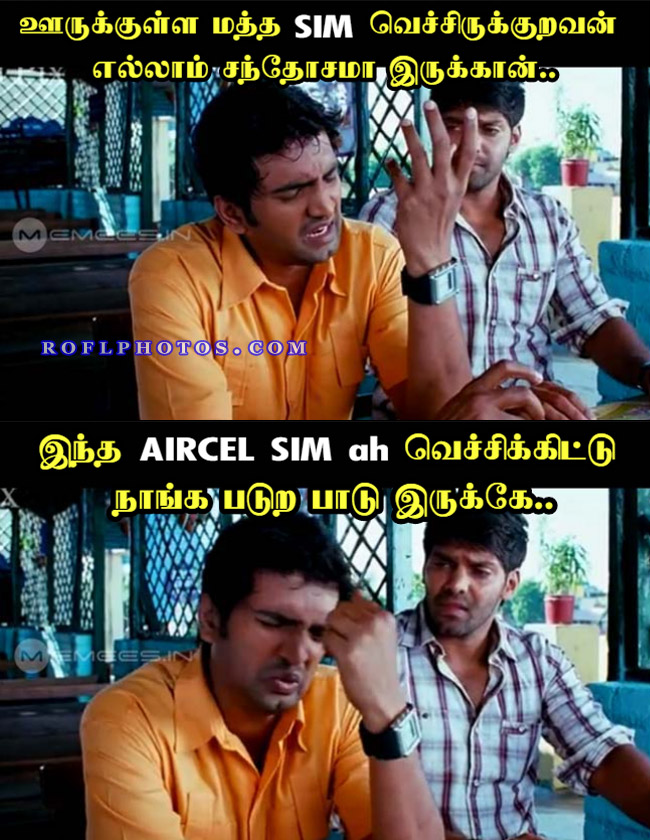 ஊருக்குள்ள மத்த SIM வெச்சிருக்குறவன்
எல்லாம் சந்தோசமா இருக்கான்..
MEMEES.IN
ROFLPHOTOS.COM
இந்த AIRCEL SIM ah வெச்சிக்கிட்டு
நாங்க படுற பாடு இருக்கே..
MEMEES.IN